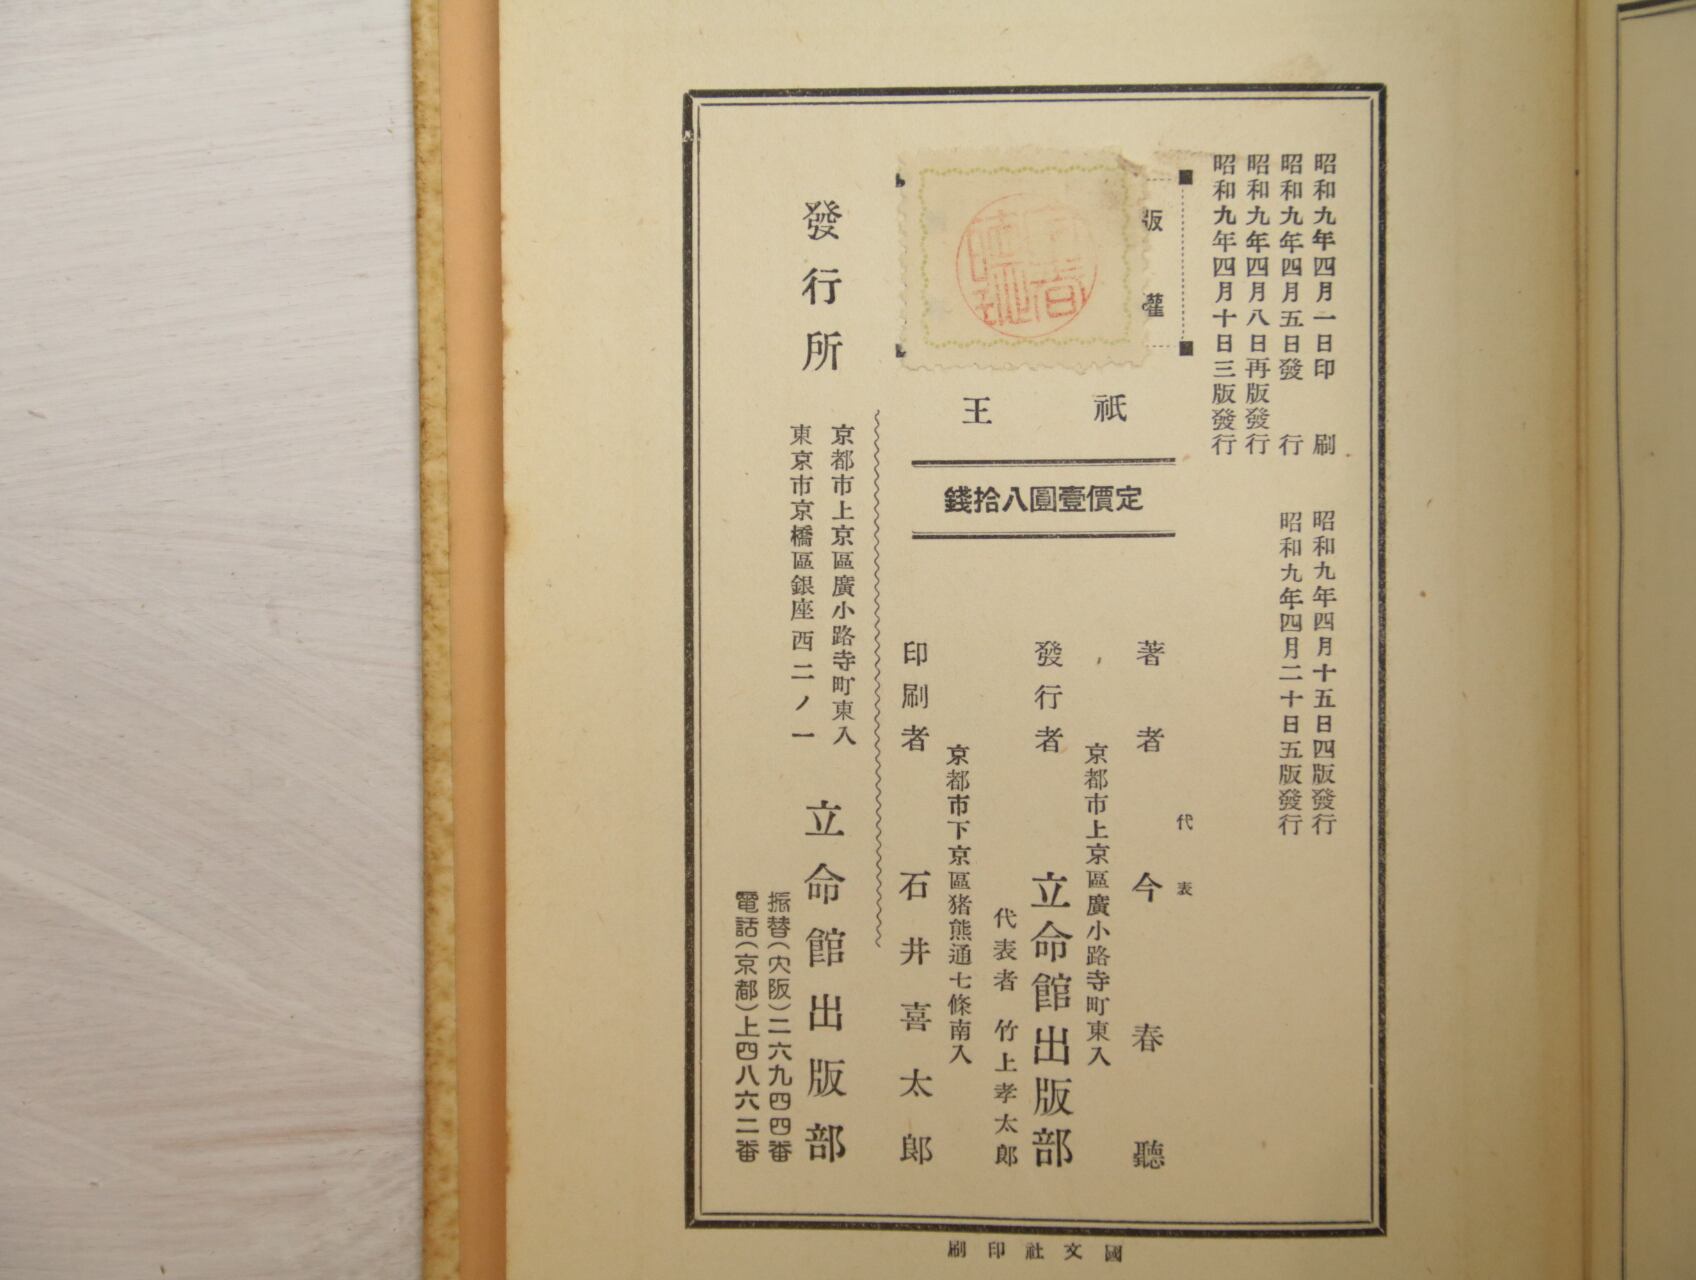 昭和九年四月一日印刷
昭和九年四月五日發行
昭和九年四月八日再版發行
昭和九年四月十日三版發行
昭和九年四月十五日四版發行
昭和九年四月二十日五版發行
版權
今春聽
祇王
定價壹圓八拾錢
代表
著者 今春聽
京都市上京區廣小路寺町東入
發行者 立命館出版部
代表者 竹上孝太郎
京都市下京區猪熊通七條南入
印刷者 石井喜太郎
發行所
京都市上京區廣小路寺町東入
東京市京橋區銀座西二ノ一
立命館出版部
振替(大阪)二六九四四番
電話(京都)上四八六二番
國文社印刷